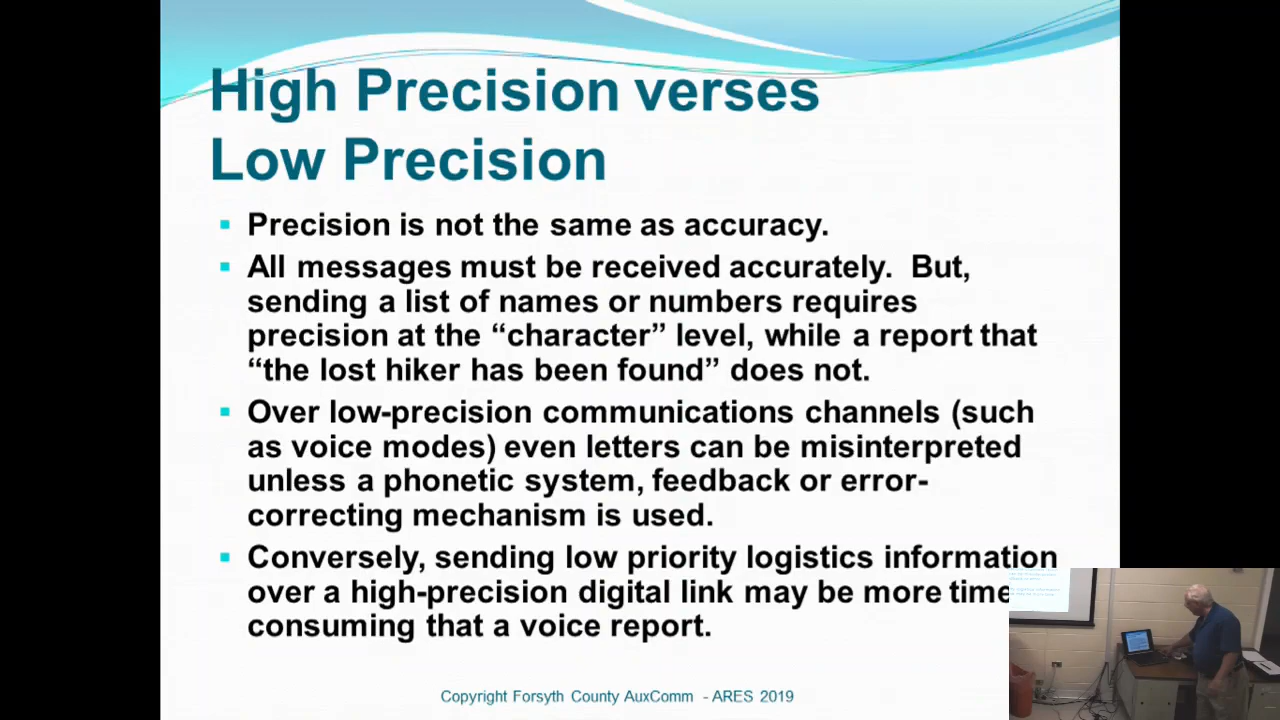 High Precision verses
Low Precision
Precision is not the same as accuracy.
All messages must be received accurately. But,
sending a list of names or numbers requires
precision at the “character” level, while a report that
“the lost hiker has been found” does not.
Over low-precision communications channels (such
as voice modes) even letters can be misinterpreted
unless a phonetic system, feedback or error-
correcting mechanism is used.
Conversely, sending low priority logistics information
over a high-precision digital link may be more time
consuming that a voice report.
Copyright Forsyth County AuxComm - ARES 2019